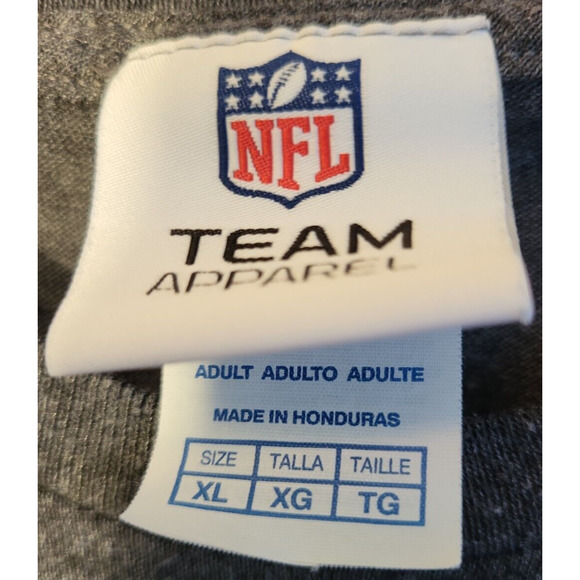 NFL
TEAM
APPAREL
ADULT ADULTO ADULTE
MADE IN HONDURAS
SIZE TALLA TAILLE
XL XG TG